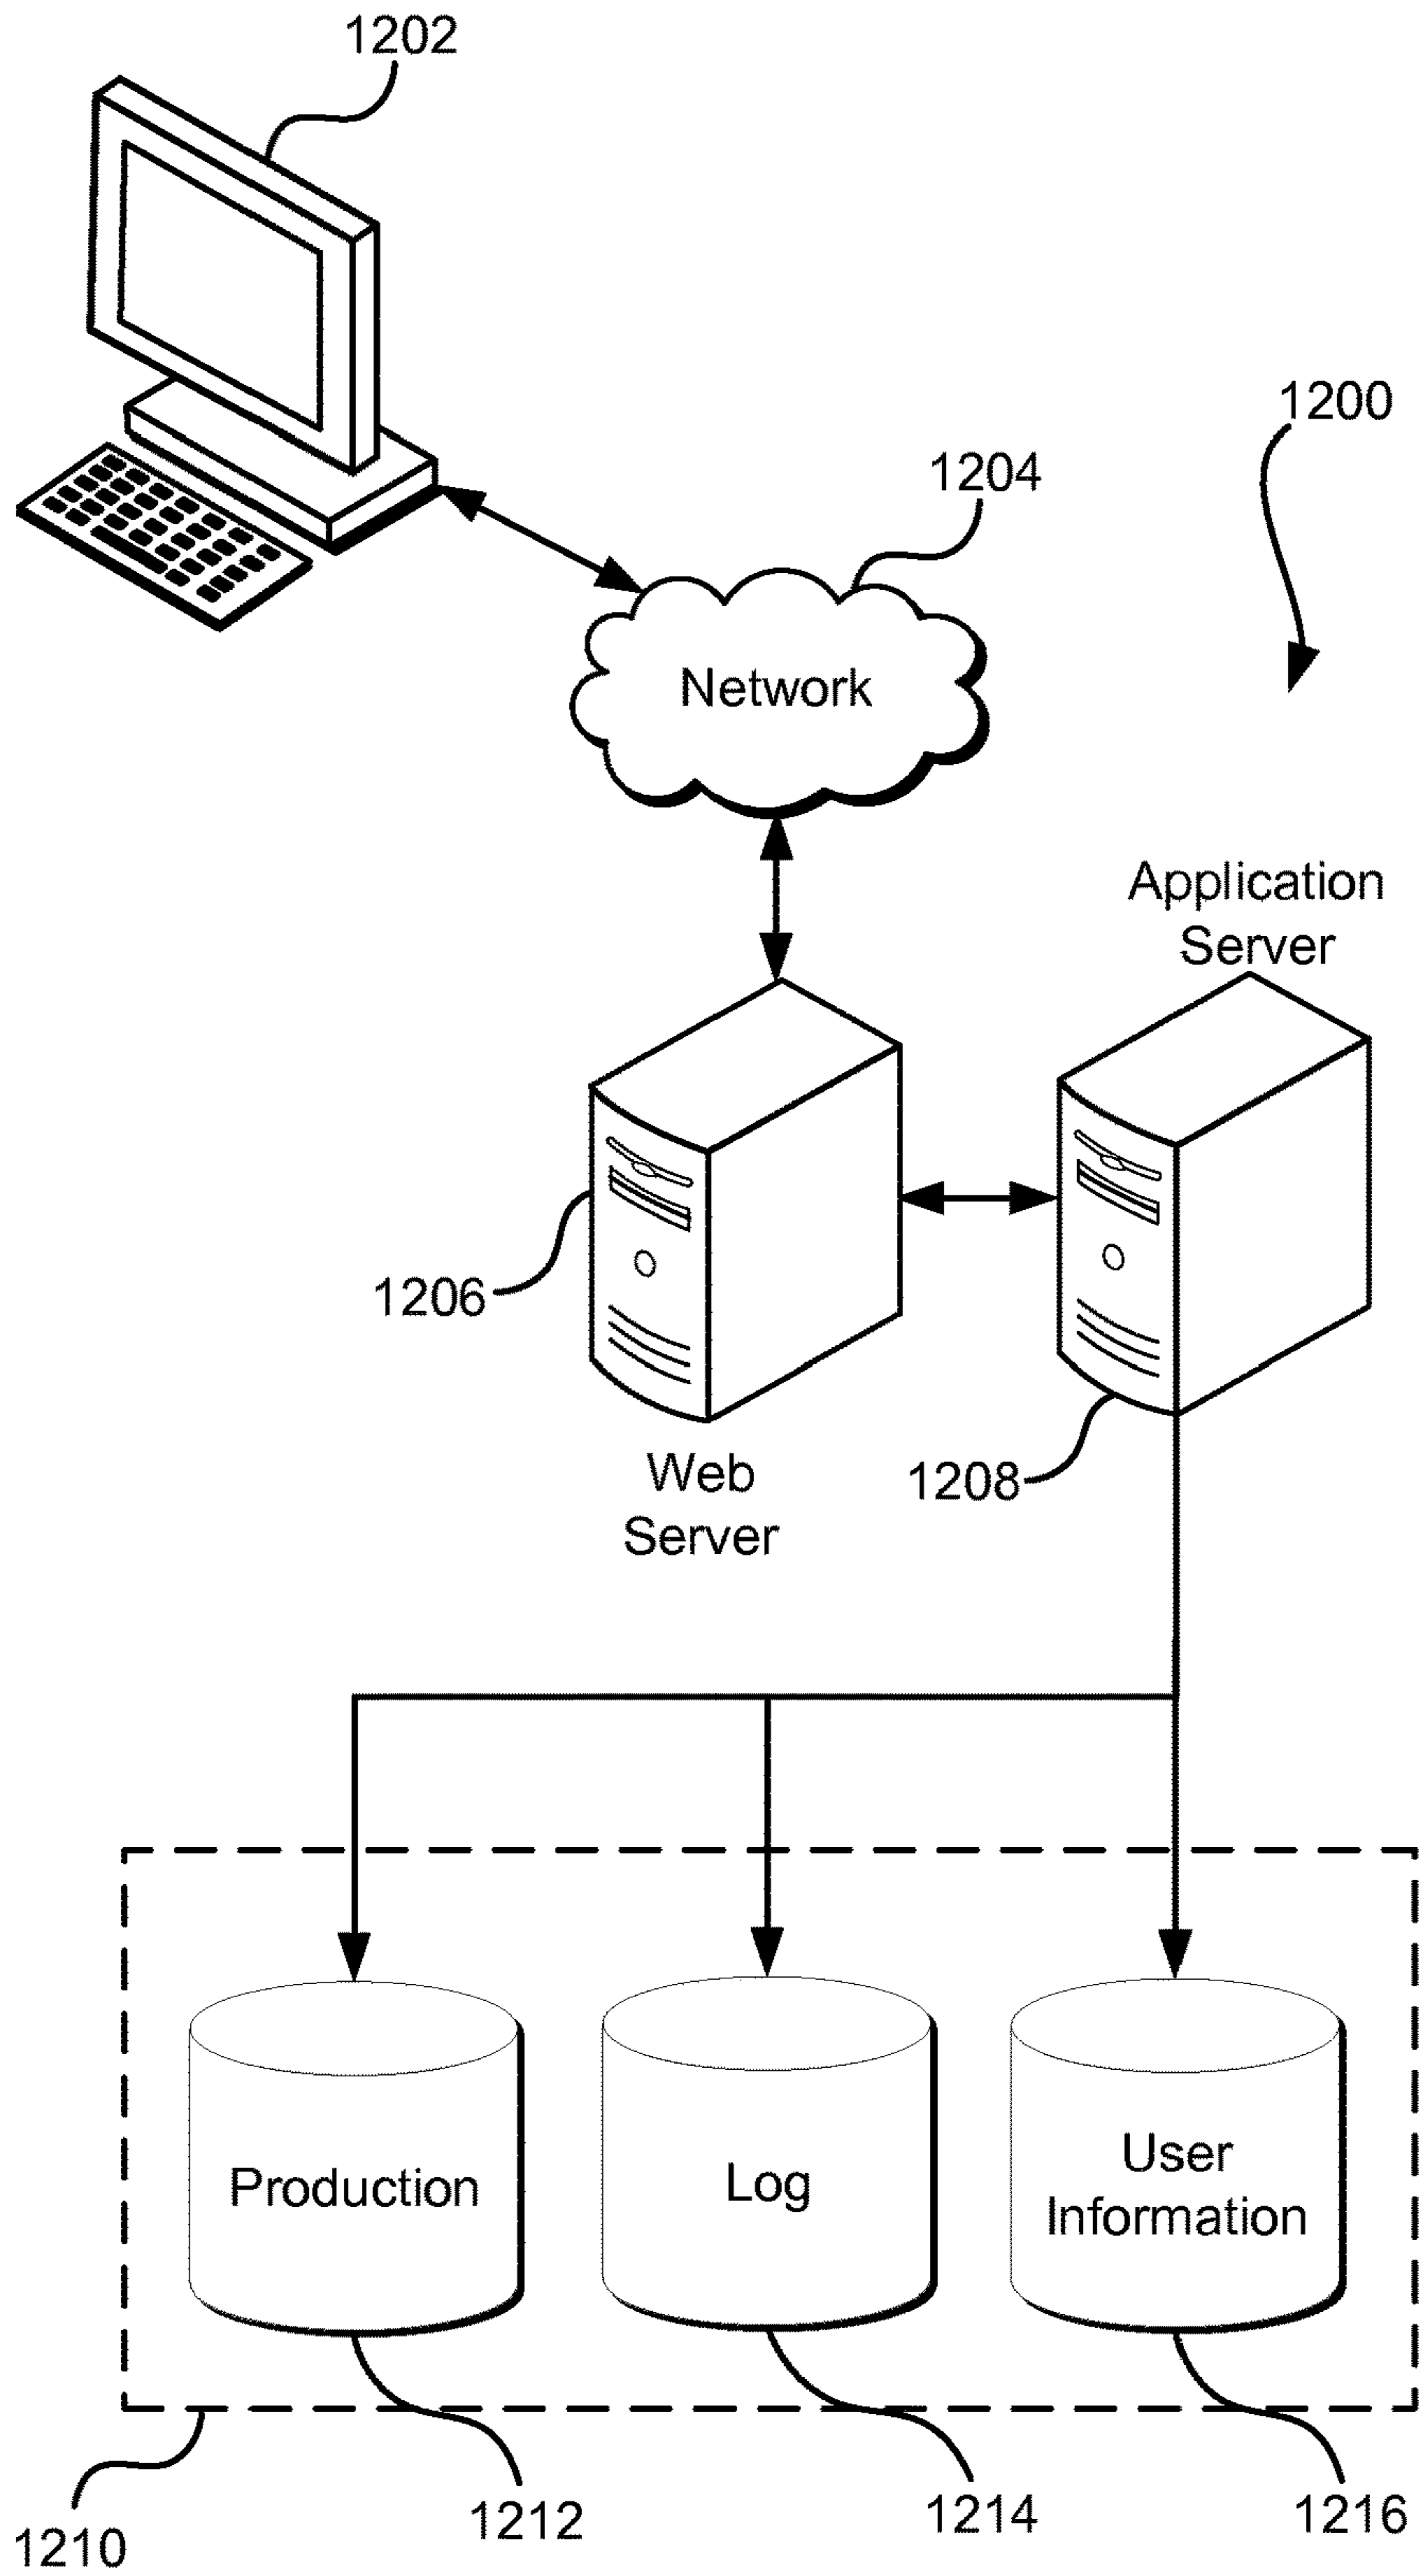 1202
1200
1204
Network
Application
Server
1206
Web
Server
1208
Production
Log
User
Information
1210
1212
1214
1216